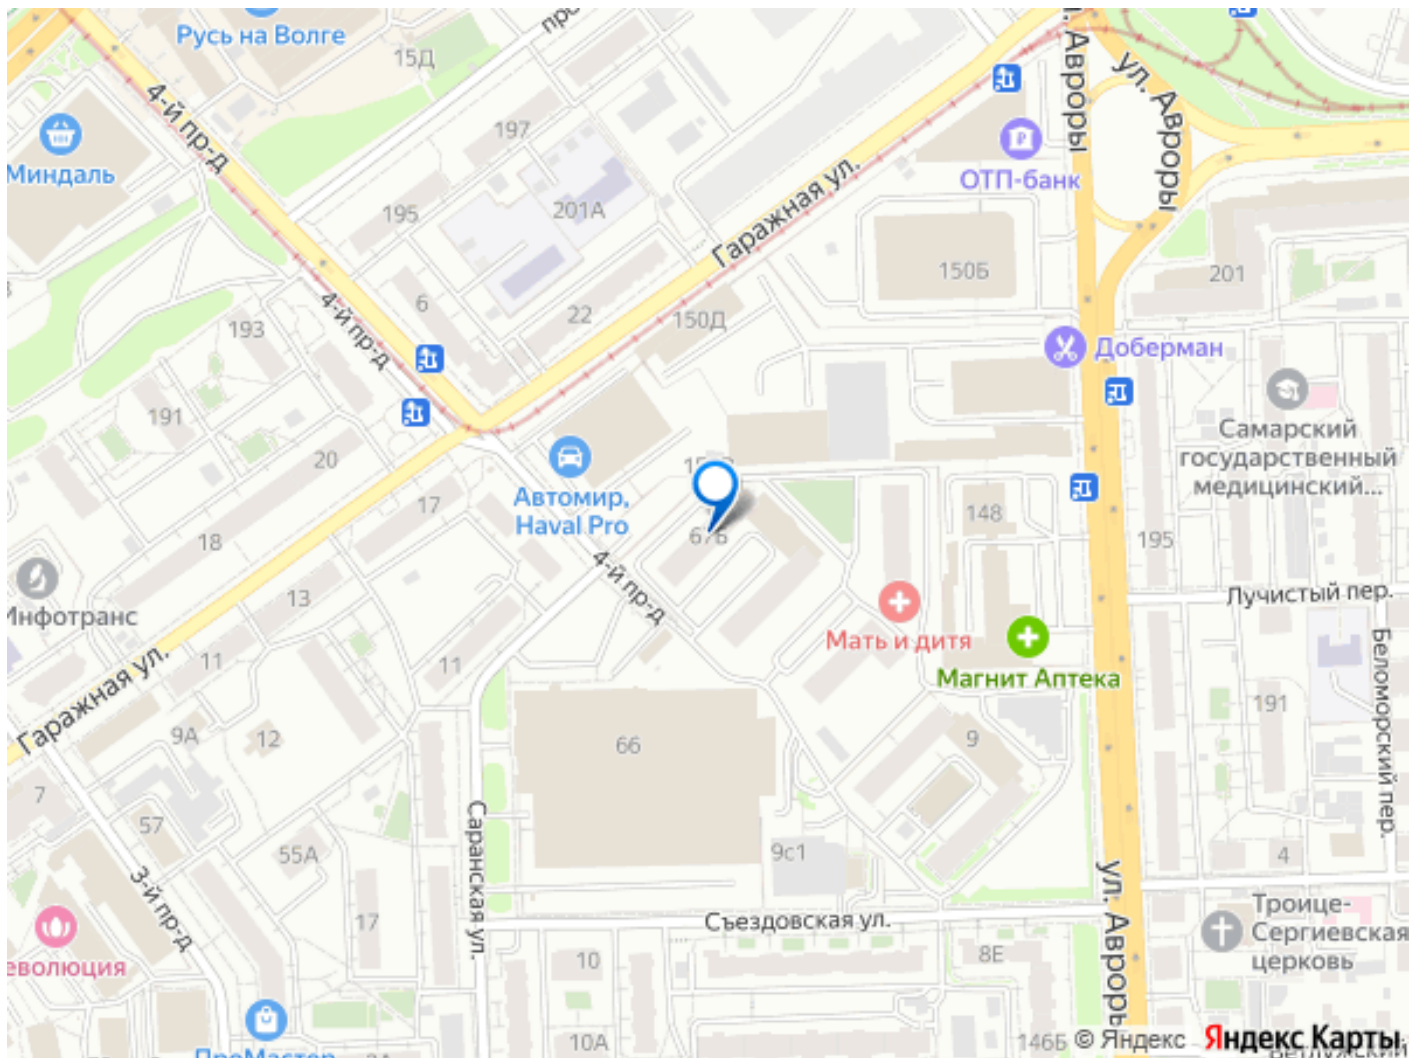 Русь на Волге
15Д
4-й пр-д
Миндаль
197
195
201А
Гаражная ул.
ОТП-банк
ул. Авроры
Авроры
150Б
201
193
6
22
150Д
4-й пр-д
Доберман
191
20
Самарский
государственный
медицинский...
Автомир,
Haval Pro
17
18
67Б
148
195
4-й пр-д
Инфотранс
13
11
11
Мать и дитя
Магнит Аптека
Лучистый пер.
Беломорский пер.
Гаражная ул.
9А
12
66
9
191
7
57
55А
Саранская ул.
9с1
4
3-й пр-д
17
Съездовская ул.
ул. Авроры
Троице-
Сергиевская
церковь
еволюция
10
8Е
10А
146Б
ПроМастер
© Яндекс Яндекс Карты